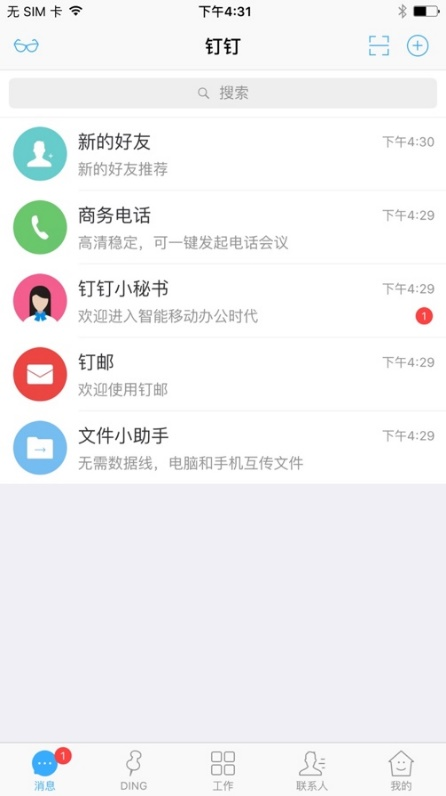 无 SIM 卡 下午4:31
钉钉
搜索
新的好友 下午4:30
新的好友推荐
商务电话 下午4:29
高清稳定，可一键发起电话会议
钉钉小秘书 下午4:29
欢迎进入智能移动办公时代 1
钉邮 下午4:29
欢迎使用钉邮
文件小助手 下午4:29
无需数据线，电脑和手机互传文件
1
消息 DING 工作 联系人 我的